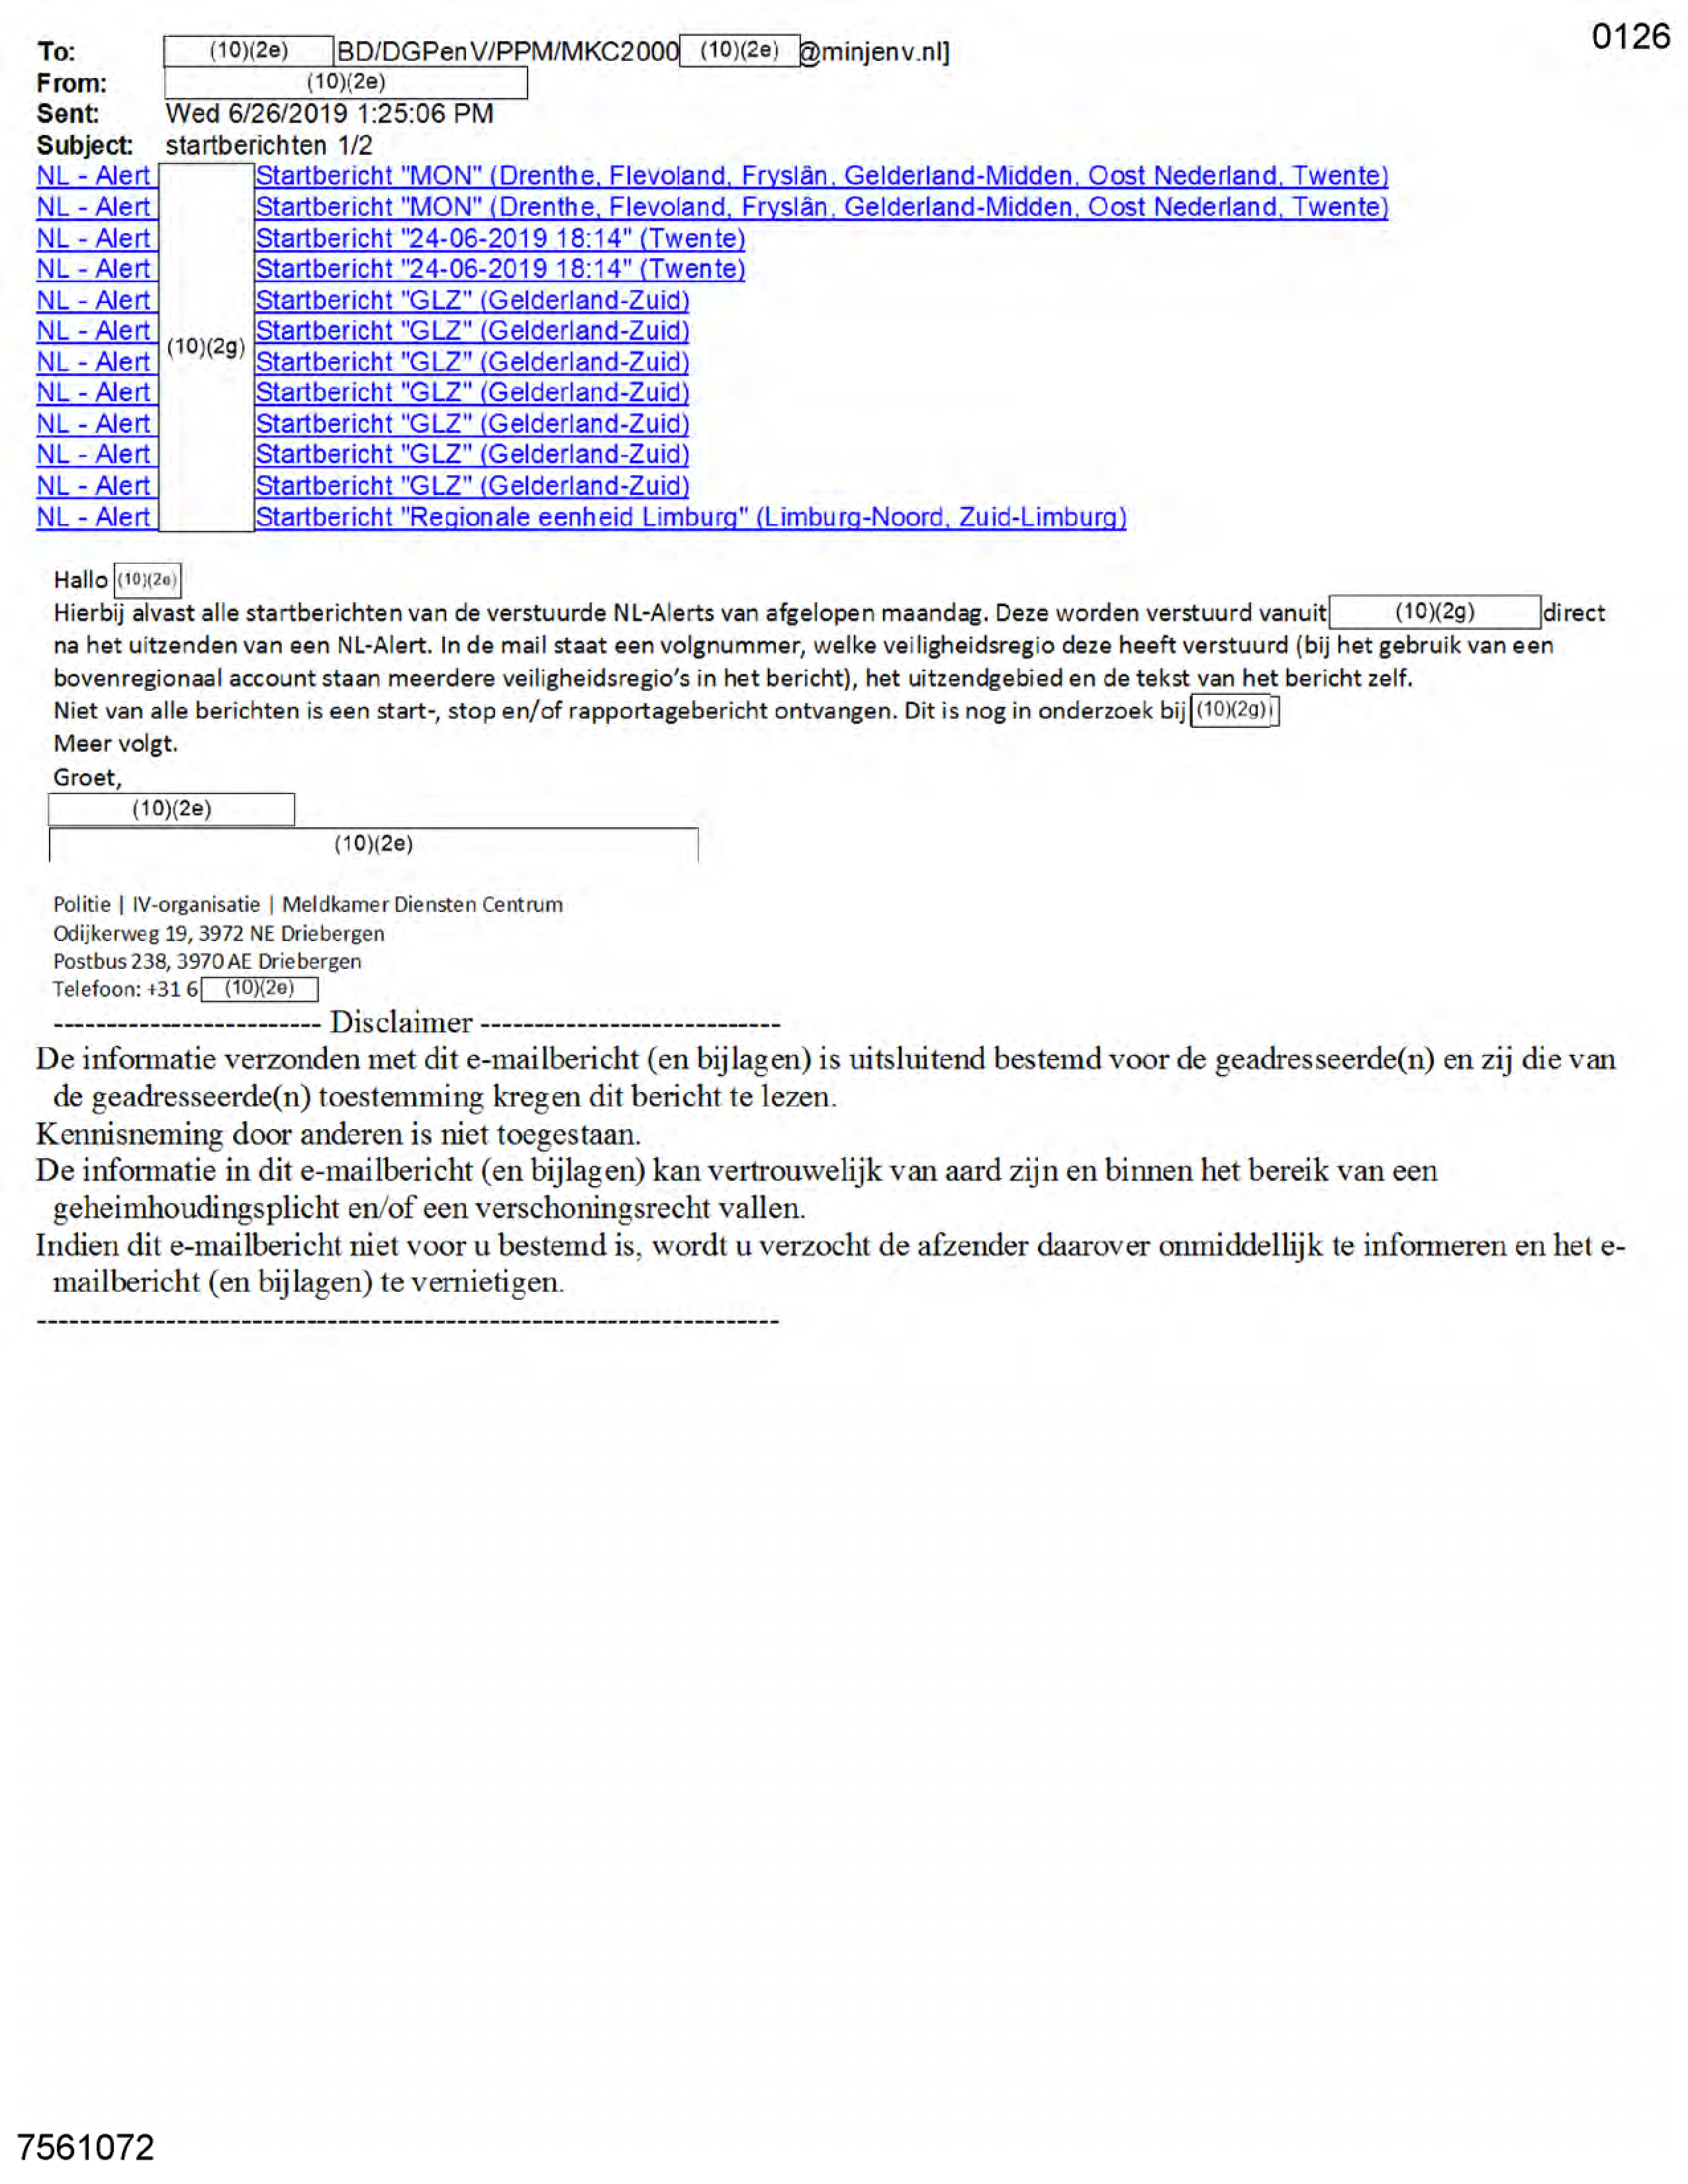 0126
To: (10)(2e) BD/DGPenV/PPM/MKC2000 (10)(2e) @minjenv.nl]
From: (10)(2e)
Sent: Wed 6/26/2019 1:25:06 PM
Subject: startberichten 1/2
NL - Alert Startbericht "MON" (Drenthe, Flevoland, Fryslân, Gelderland-Midden, Oost Nederland, Twente)
NL - Alert Startbericht "MON" (Drenthe, Flevoland, Fryslân, Gelderland-Midden, Oost Nederland, Twente)
NL - Alert Startbericht "24-06-2019 18:14" (Twente)
NL - Alert Startbericht "24-06-2019 18:14" (Twente)
NL - Alert Startbericht "GLZ" (Gelderland-Zuid)
NL - Alert Startbericht "GLZ" (Gelderland-Zuid)
(10)(2g)
NL - Alert Startbericht "GLZ" (Gelderland-Zuid)
NL - Alert Startbericht "GLZ" (Gelderland-Zuid)
NL - Alert Startbericht "GLZ" (Gelderland-Zuid)
NL - Alert Startbericht "GLZ" (Gelderland-Zuid)
NL - Alert Startbericht "GLZ" (Gelderland-Zuid)
NL - Alert Startbericht "Regionale eenheid Limburg" (Limburg-Noord, Zuid-Limburg)
Hallo (10)(2e)
Hierbij alvast alle startberichten van de verstuurde NL-Alerts van afgelopen maandag. Deze worden verstuurd vanuit (10)(2g) direct
na het uitzenden van een NL-Alert. In de mail staat een volgnummer, welke veiligheidsregio deze heeft verstuurd (bij het gebruik van een
bovenregionaal account staan meerdere veiligheidsregio's in het bericht), het uitzendgebied en de tekst van het bericht zelf.
Niet van alle berichten is een start-, stop en/of rapportagebericht ontvangen. Dit is nog in onderzoek bij (10)(2g)
Meer volgt.
Groet,
(10)(2e)
(10)(2e)
Politie | IV-organisatie | Meldkamer Diensten Centrum
Odijkerweg 19, 3972 NE Driebergen
Postbus 238, 3970 AE Driebergen
Telefoon: +31 6 (10)(2e)
------------------------- Disclaimer ----------------------------
De informatie verzonden met dit e-mailbericht (en bijlagen) is uitsluitend bestemd voor de geadresseerde(n) en zij die van
de geadresseerde(n) toestemming kregen dit bericht te lezen.
Kennisneming door anderen is niet toegestaan.
De informatie in dit e-mailbericht (en bijlagen) kan vertrouwelijk van aard zijn en binnen het bereik van een
geheimhoudingsplicht en/of een verschoningsrecht vallen.
Indien dit e-mailbericht niet voor u bestemd is, wordt u verzocht de afzender daarover onmiddellijk te informeren en het e-
mailbericht (en bijlagen) te vernietigen.
---------------------------------------------------------------------
7561072